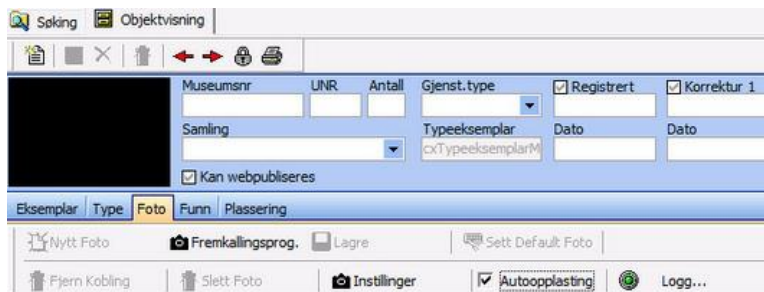 Søking Objektvisning
Museumsnr UNR Antall Gjenst.type Registrert Korrektur 1
Samling Typeeksemplar Dato Dato
cxTypeeksemplarM
Kan webpubliseres
Eksemplar Type Foto Funn Plassering
Nytt Foto Fremkallingsprog. Lagre Sett Default Foto
Fjern Kobling Slett Foto Instillinger Autoopplasting Logg...